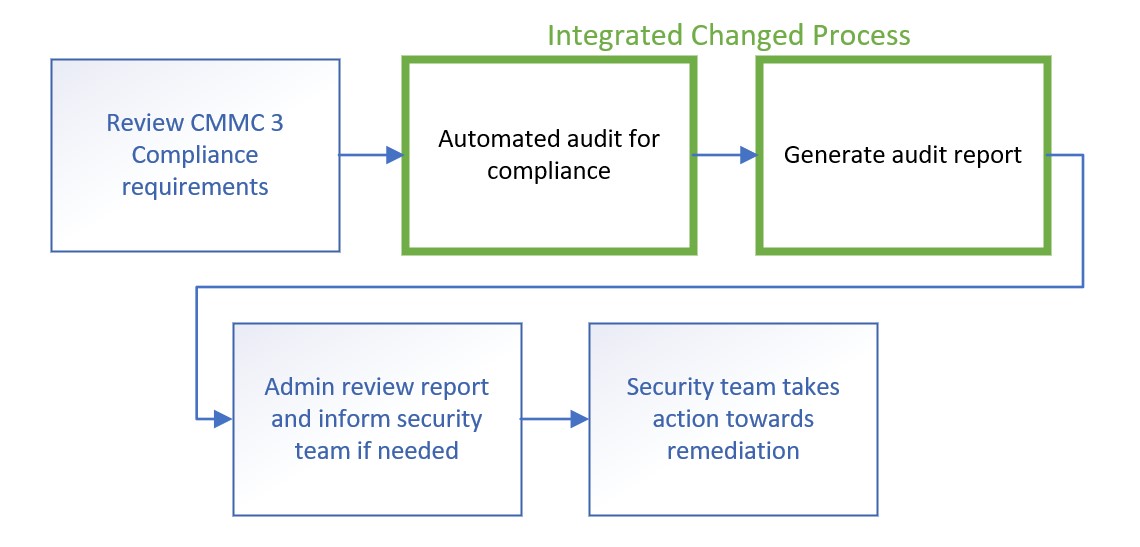 Integrated Changed Process
Review CMMC 3
Compliance
requirements
Automated audit for
compliance
Generate audit report
Admin review report
and inform security
team if needed
Security team takes
action towards
remediation